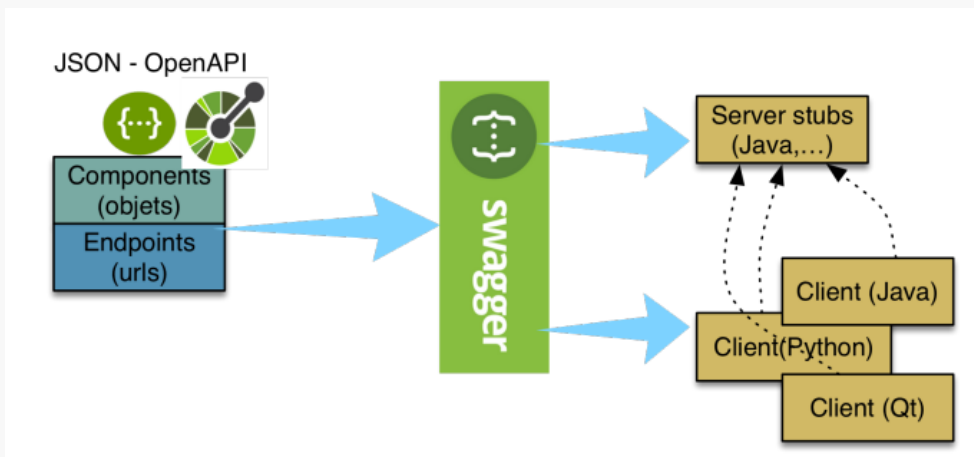 JSON - OpenAPI
{...}
Components
(objets)
Endpoints
(urls)
{...}
swagger
Server stubs
(Java,...)
Client (Java)
Client(Python)
Client (Qt)